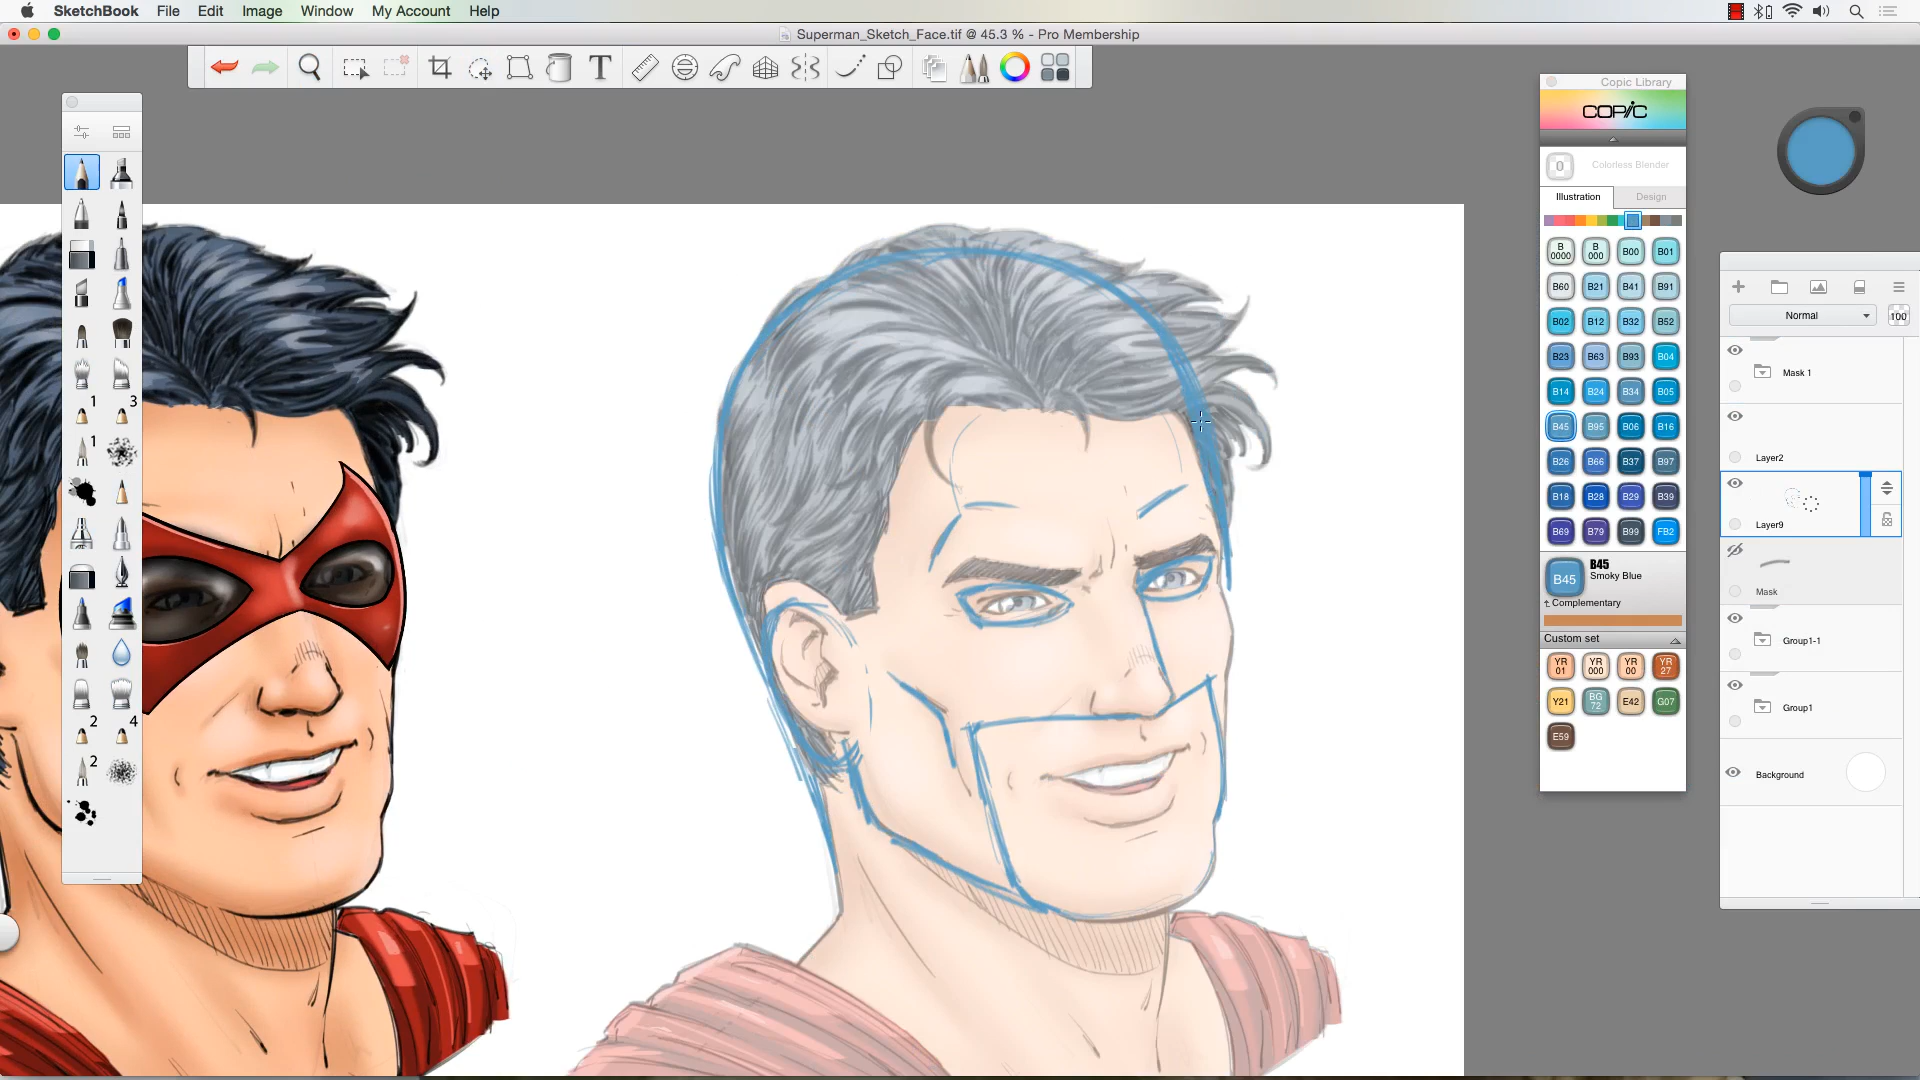 SketchBook File Edit Image Window My Account Help
Superman_Sketch_Face.tif @ 45.3 % - Pro Membership
T
Copic Library
COPIC
0 Colorless Blender
Illustration Design
B 0000 B 000 B00 B01
B60 B21 B41 B91
B02 B12 B32 B52
B23 B63 B93 B04
B14 B24 B34 B05
B45 B95 B06 B16
B26 B66 B37 B97
B18 B28 B29 B39
B69 B79 B99 FB2
B45 B45
Smoky Blue
Complementary
Custom set
YR 01 YR 000 YR 00 YR 27
Y21 BG 72 E42 G07
E59
1 3
1
2 4
2
Normal 100
Mask 1
Layer2
Layer9
Mask
Group1-1
Group1
Background